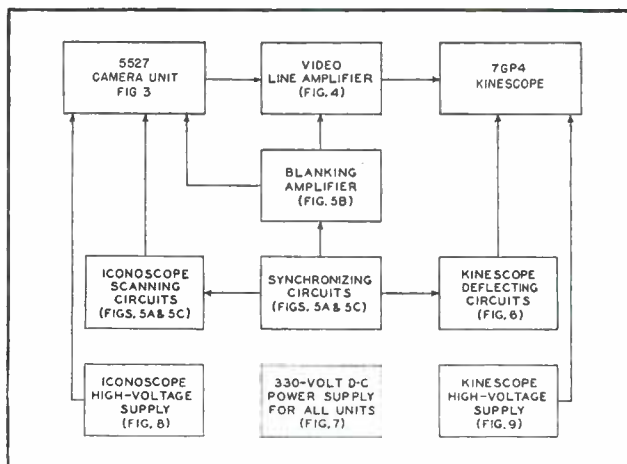 5527
CAMERA UNIT
FIG 3
VIDEO
LINE AMPLIFIER
(FIG. 4)
7GP4
KINESCOPE
BLANKING
AMPLIFIER
(FIG. 5B)
ICONOSCOPE
SCANNING
CIRCUITS
(FIGS. 5A & 5C)
SYNCHRONIZING
CIRCUITS
(FIGS. 5A & 5C)
KINESCOPE
DEFLECTING
CIRCUITS
(FIG. 6)
ICONOSCOPE
HIGH-VOLTAGE
SUPPLY
(FIG. 8)
330-VOLT D-C
POWER SUPPLY
FOR ALL UNITS
(FIG. 7)
KINESCOPE
HIGH-VOLTAGE
SUPPLY
(FIG. 9)